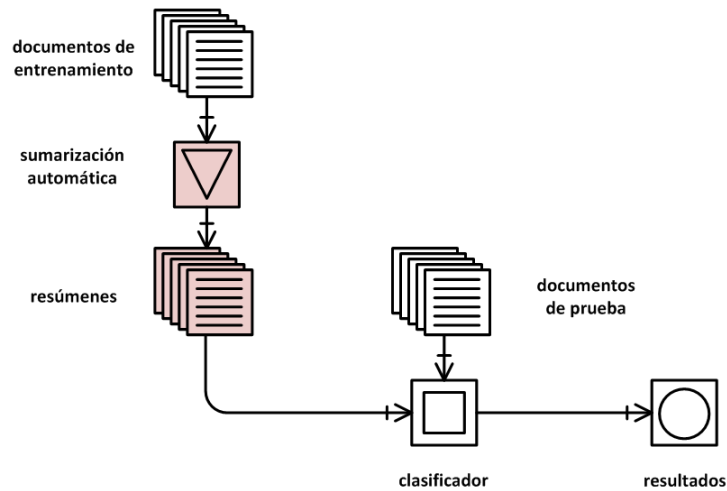 documentos de
entrenamiento
sumarización
automática
resúmenes
documentos
de prueba
clasificador
resultados